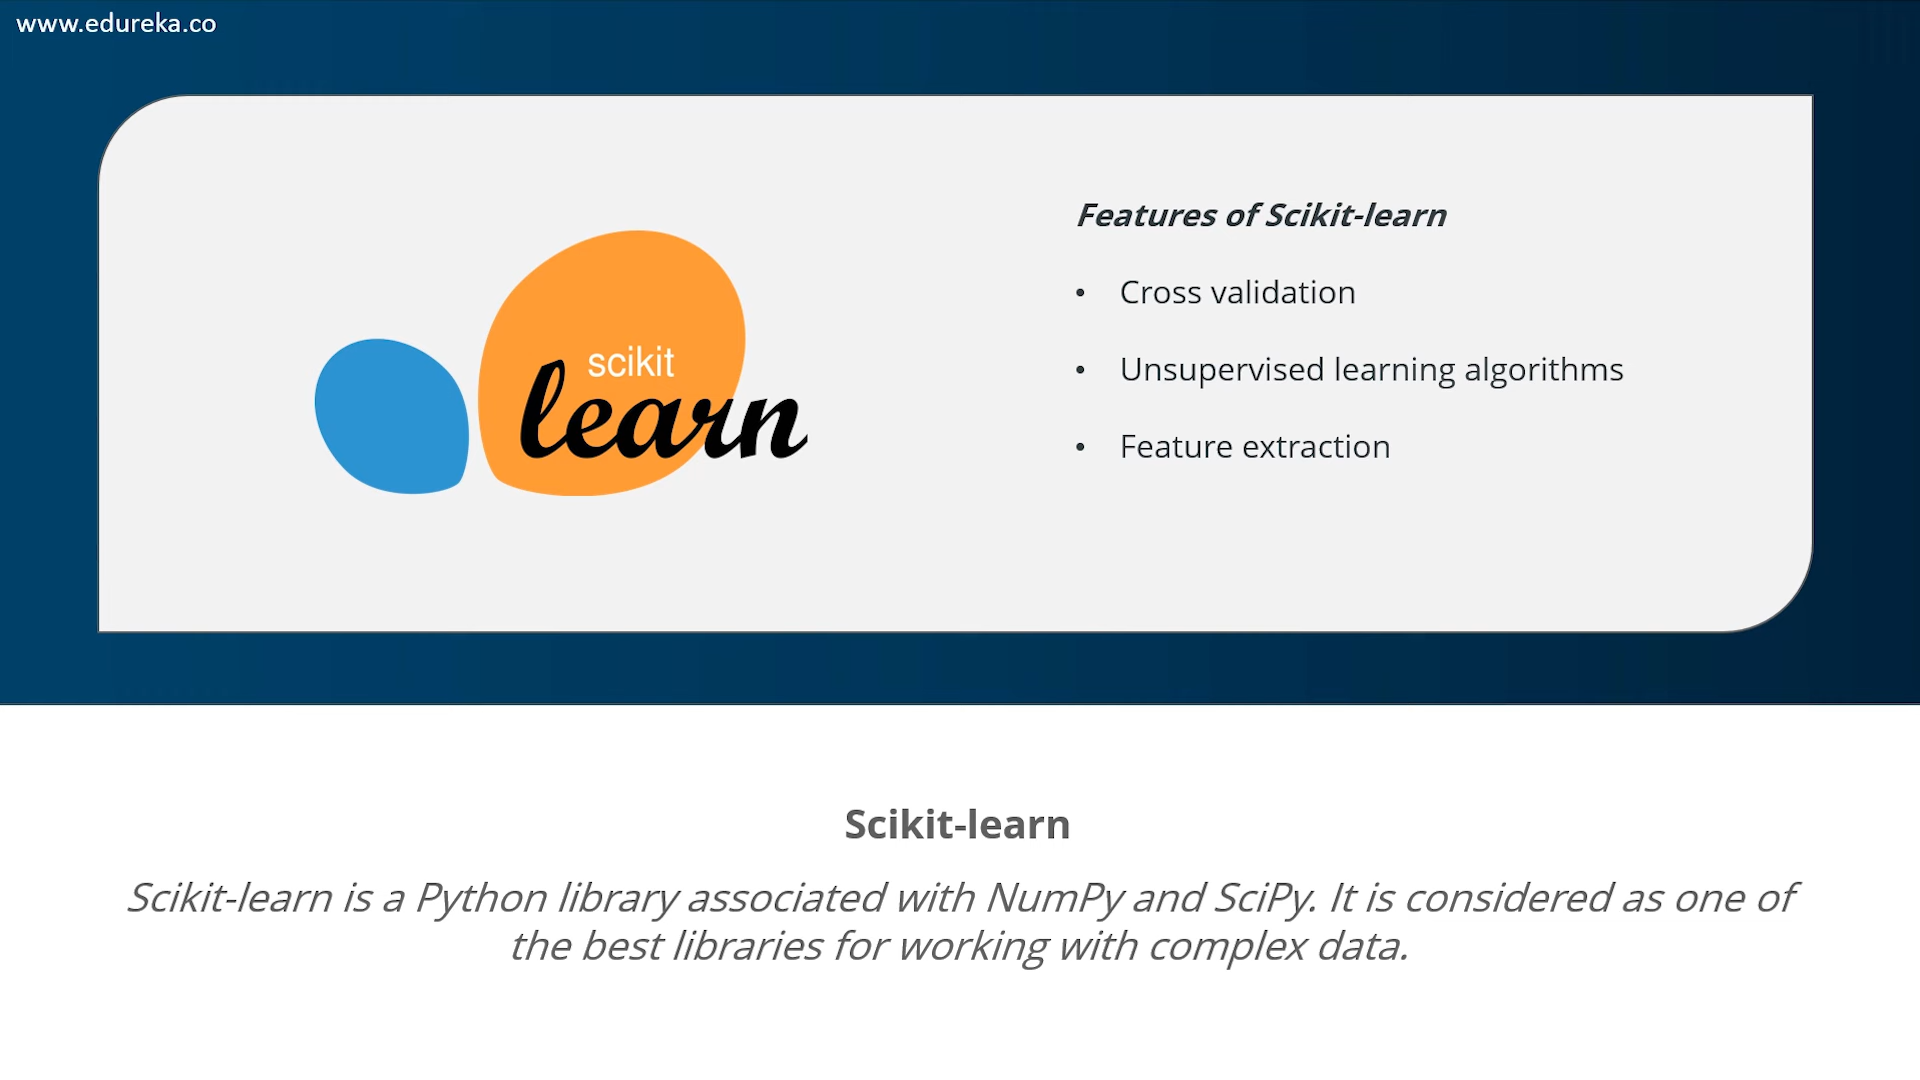 www.edureka.co
scikit
learn
Features of Scikit-learn
• Cross validation
• Unsupervised learning algorithms
• Feature extraction
Scikit-learn
Scikit-learn is a Python library associated with NumPy and SciPy. It is considered as one of
the best libraries for working with complex data.